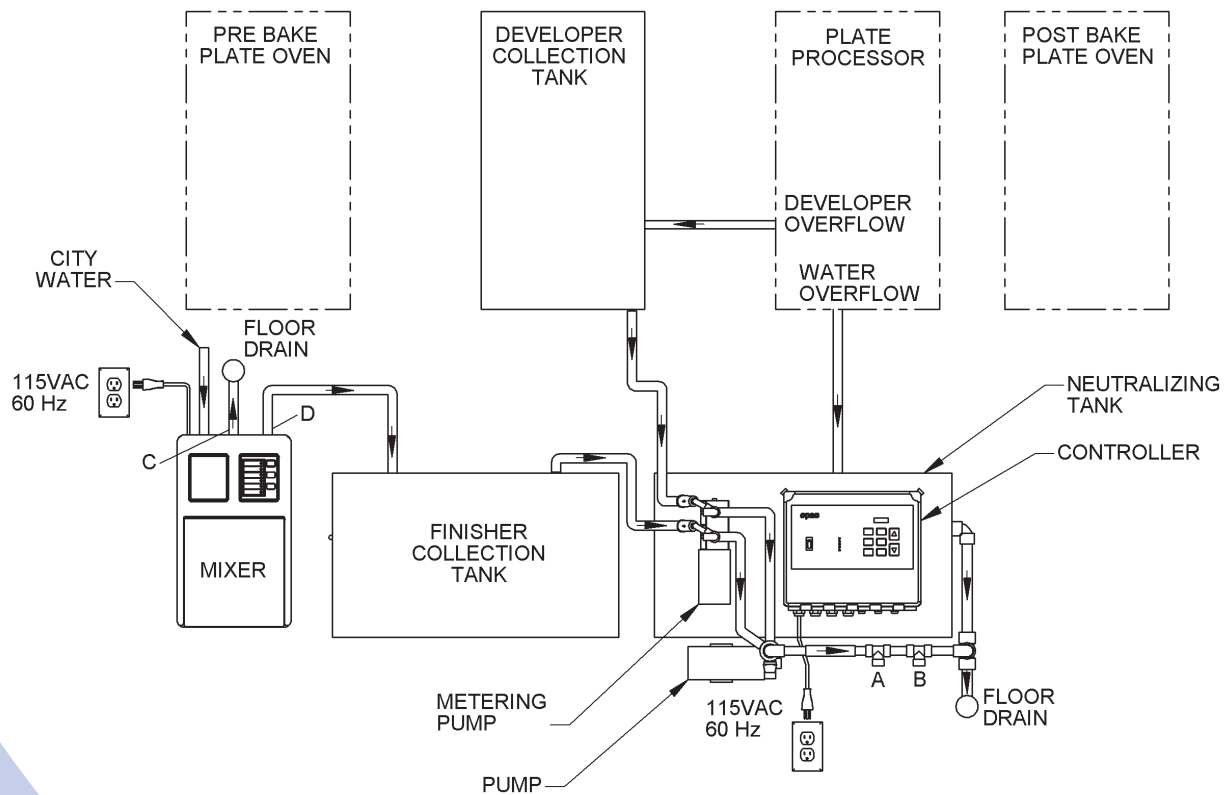 PRE BAKE
PLATE OVEN
DEVELOPER
COLLECTION
TANK
PLATE
PROCESSOR
POST BAKE
PLATE OVEN
DEVELOPER
OVERFLOW
WATER
OVERFLOW
CITY
WATER
FLOOR
DRAIN
115VAC
60 Hz
C
D
NEUTRALIZING
TANK
CONTROLLER
opas
MIXER
FINISHER
COLLECTION
TANK
METERING
PUMP
PUMP
115VAC
60 Hz
A
B
FLOOR
DRAIN